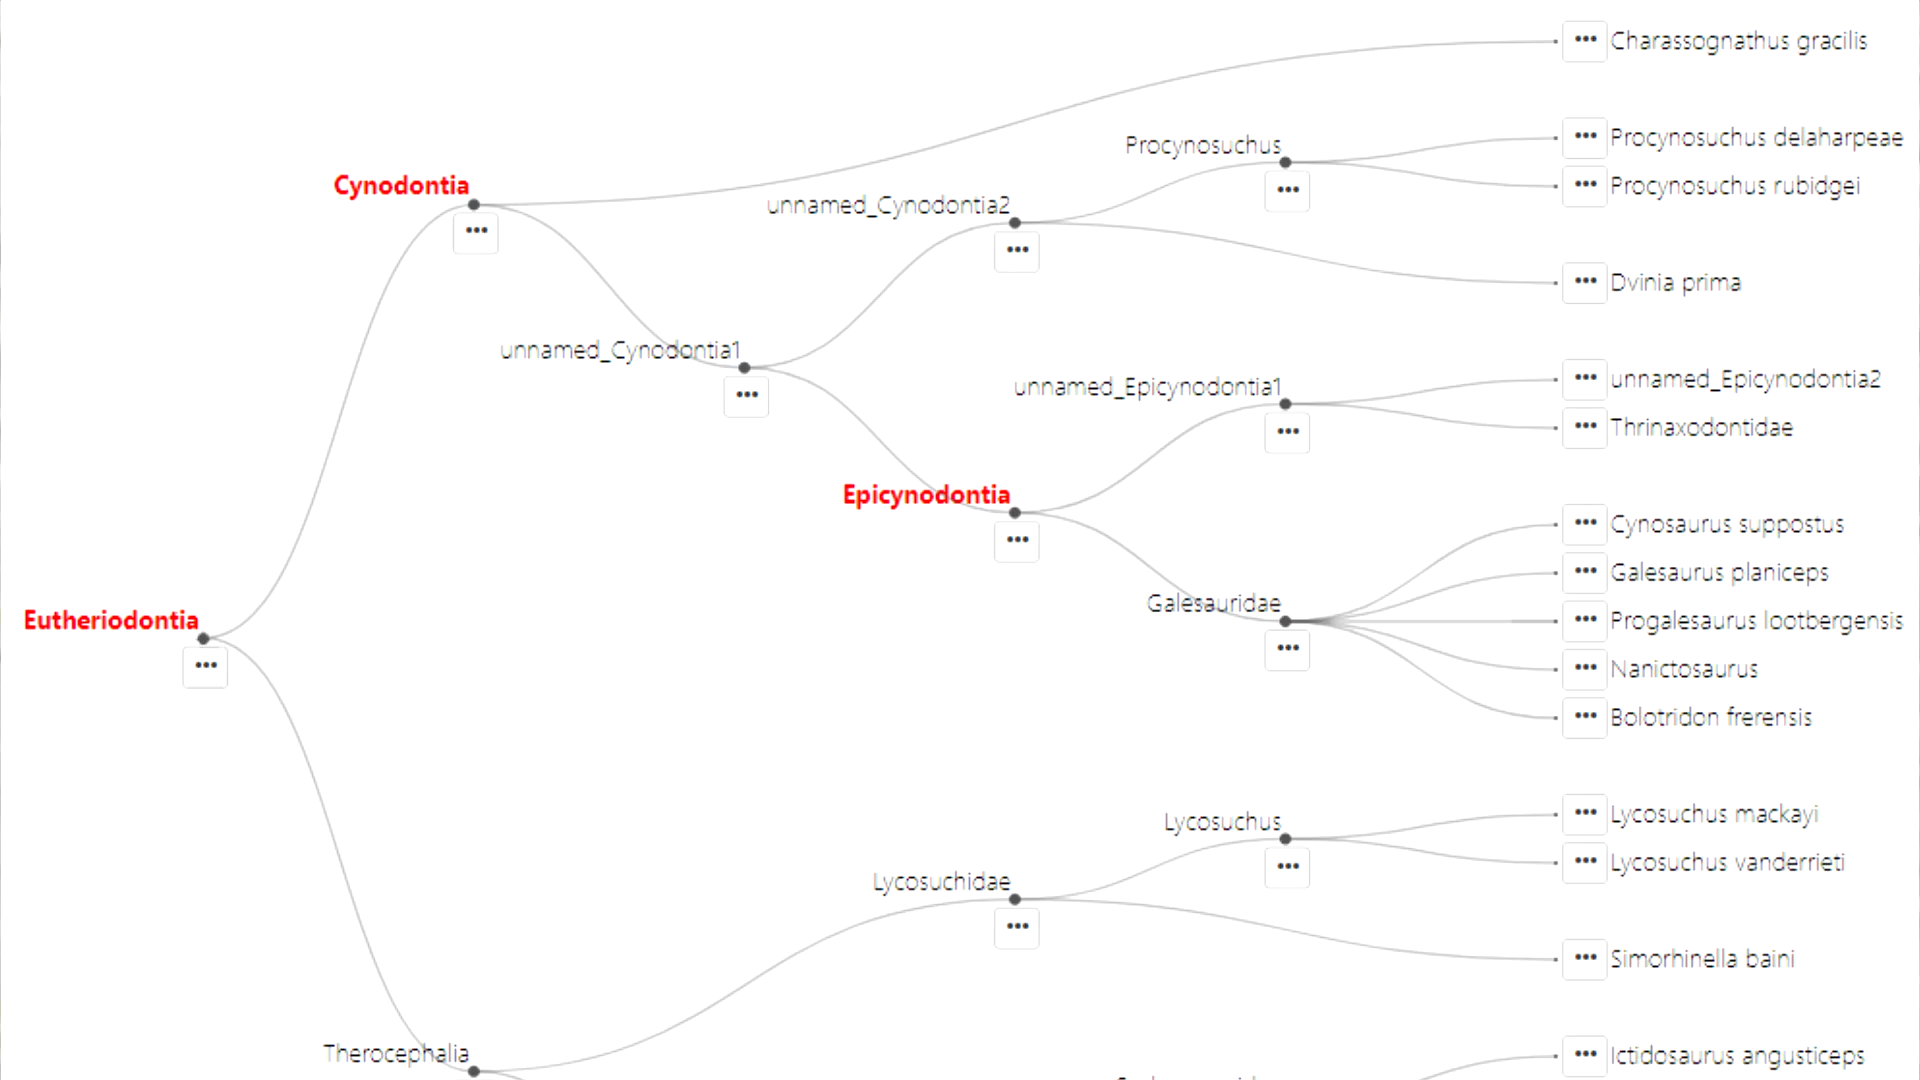 Charassognathus gracilis
Procynosuchus
Procynosuchus delaharpeae
Cynodontia
Procynosuchus rubidgei
unnamed_Cynodontia2
Dvinia prima
unnamed_Cynodontia1
unnamed_Epicynodontia1
unnamed_Epicynodontia2
Thrinaxodontidae
Epicynodontia
Cynosaurus suppostus
Galesaurus planiceps
Galesauridae
Eutheriodontia
Progalesaurus lootbergensis
Nanictosaurus
Bolotridon frerensis
Lycosuchus
Lycosuchus mackayi
Lycosuchus vanderrieti
Lycosuchidae
Simorhinella baini
Therocephalia
Ictidosaurus angusticeps